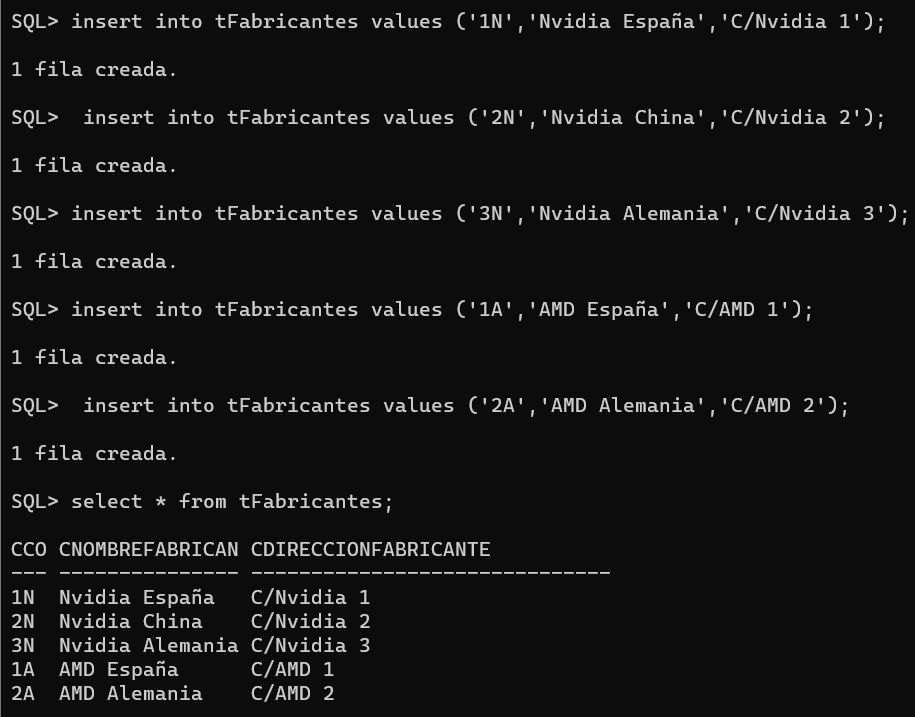 SQL> insert into tFabricantes values ('1N','Nvidia España','C/Nvidia 1');
1 fila creada.
SQL>  insert into tFabricantes values ('2N','Nvidia China','C/Nvidia 2');
1 fila creada.
SQL> insert into tFabricantes values ('3N','Nvidia Alemania','C/Nvidia 3');
1 fila creada.
SQL> insert into tFabricantes values ('1A','AMD España','C/AMD 1');
1 fila creada.
SQL>  insert into tFabricantes values ('2A','AMD Alemania','C/AMD 2');
1 fila creada.
SQL> select * from tFabricantes;
CCO CNOMBREFABRICAN CDIRECCIONFABRICANTE
--- --------------- ------------------------------
1N  Nvidia España   C/Nvidia 1
2N  Nvidia China    C/Nvidia 2
3N  Nvidia Alemania C/Nvidia 3
1A  AMD España      C/AMD 1
2A  AMD Alemania    C/AMD 2